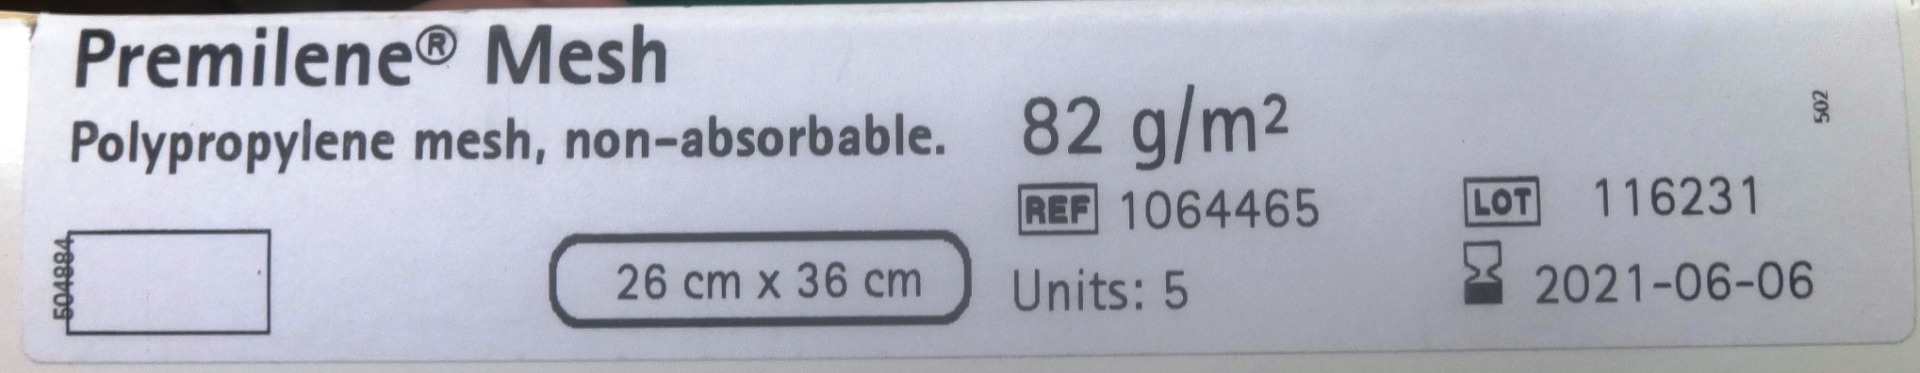 Premilene® Mesh
Polypropylene mesh, non-absorbable.
82 g/m²
502
REF 1064465
LOT 116231
504884
26 cm x 36 cm
Units: 5
2021-06-06